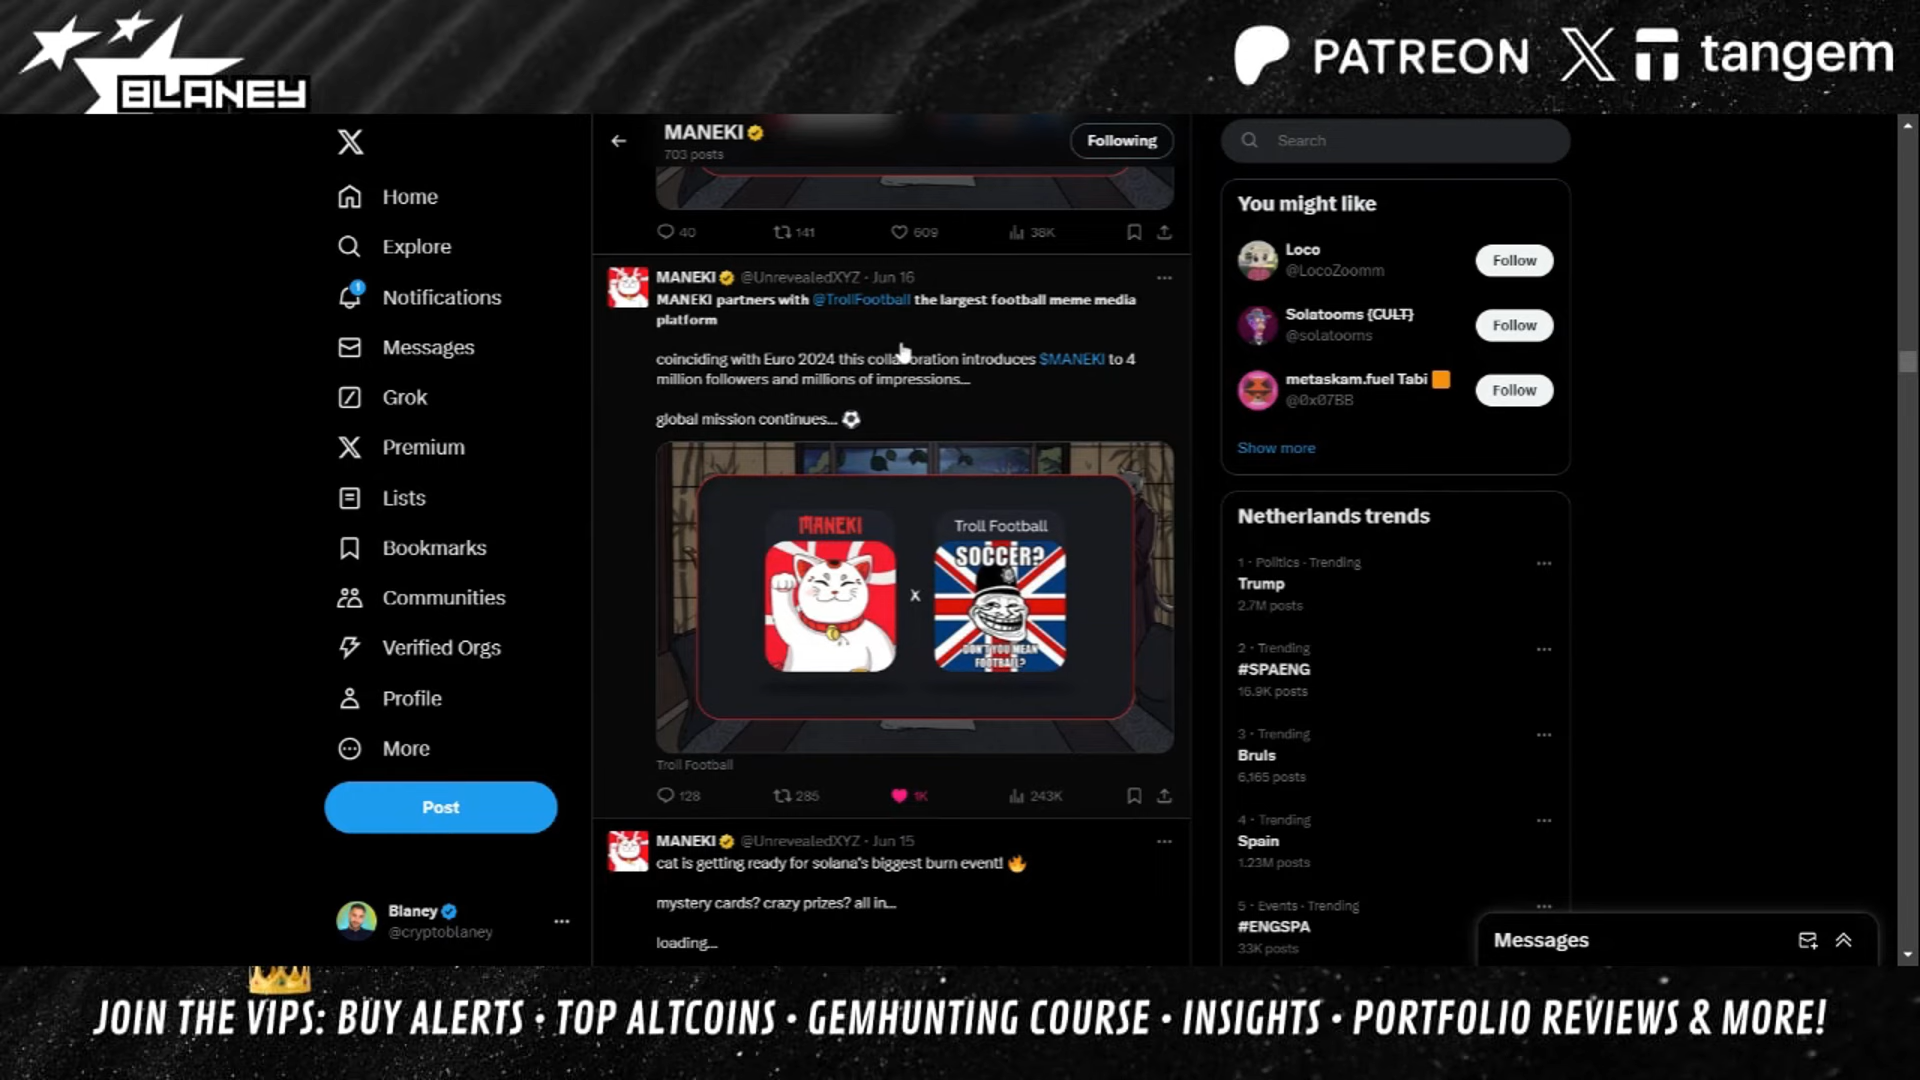 BLANEY
PATREON
tangem
Home
Explore
1
Notifications
Messages
Grok
Premium
Lists
Bookmarks
Communities
Verified Orgs
Profile
More
Post
Blaney
@cryptoblaney
MANEKI
703 posts
Following
40 141 609 38K
MANEKI @UnrevealedXYZ · Jun 16
MANEKI partners with @TrollFootball the largest football meme media
platform
coinciding with Euro 2024 this collaboration introduces $MANEKI to 4
million followers and millions of impressions...
global mission continues... ⚽
MANEKI
x
Troll Football
SOCCER?
DON'T YOU MEAN
FOOTBALL?
Troll Football
128 285 1K 243K
MANEKI @UnrevealedXYZ · Jun 15
cat is getting ready for solana's biggest burn event! 🔥
mystery cards? crazy prizes? all in...
loading...
Search
You might like
Loco
@LocoZoomm
Follow
Solatooms {CULT}
@solatooms
Follow
metaskam.fuel Tabi 🟧
@0x07BB
Follow
Show more
Netherlands trends
1 · Politics · Trending
Trump
2.7M posts
2 · Trending
#SPAENG
16.9K posts
3 · Trending
Bruls
6,165 posts
4 · Trending
Spain
1.23M posts
5 · Events · Trending
#ENGSPA
33K posts
Messages
JOIN THE VIPS: BUY ALERTS · TOP ALTCOINS · GEMHUNTING COURSE · INSIGHTS · PORTFOLIO REVIEWS & MORE!